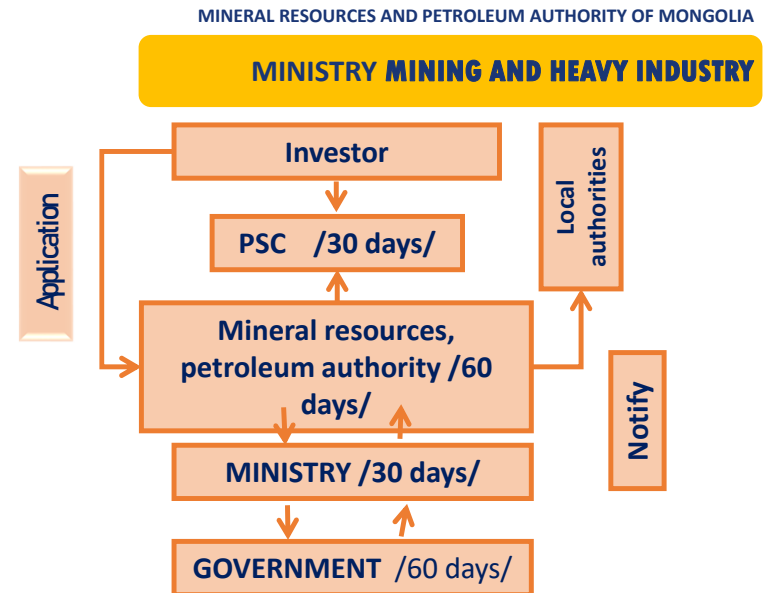 MINERAL RESOURCES AND PETROLEUM AUTHORITY OF MONGOLIA
MINISTRY MINING AND HEAVY INDUSTRY
Investor
Local
authorities
Application
PSC /30 days/
Mineral resources,
petroleum authority /60
days/
Notify
MINISTRY /30 days/
GOVERNMENT /60 days/